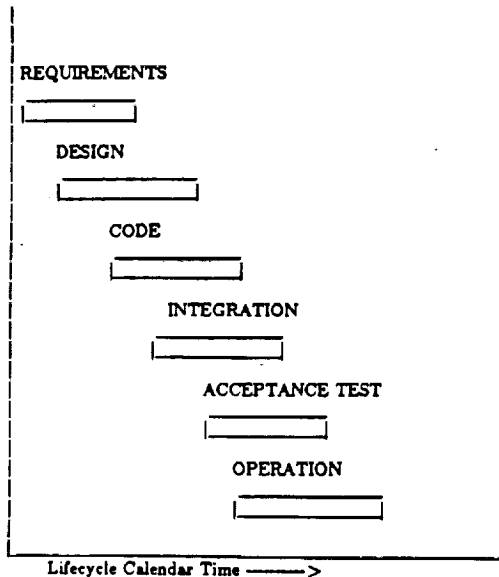 REQUIREMENTS
DESIGN
CODE
INTEGRATION
ACCEPTANCE TEST
OPERATION
Lifecycle Calendar Time ———>